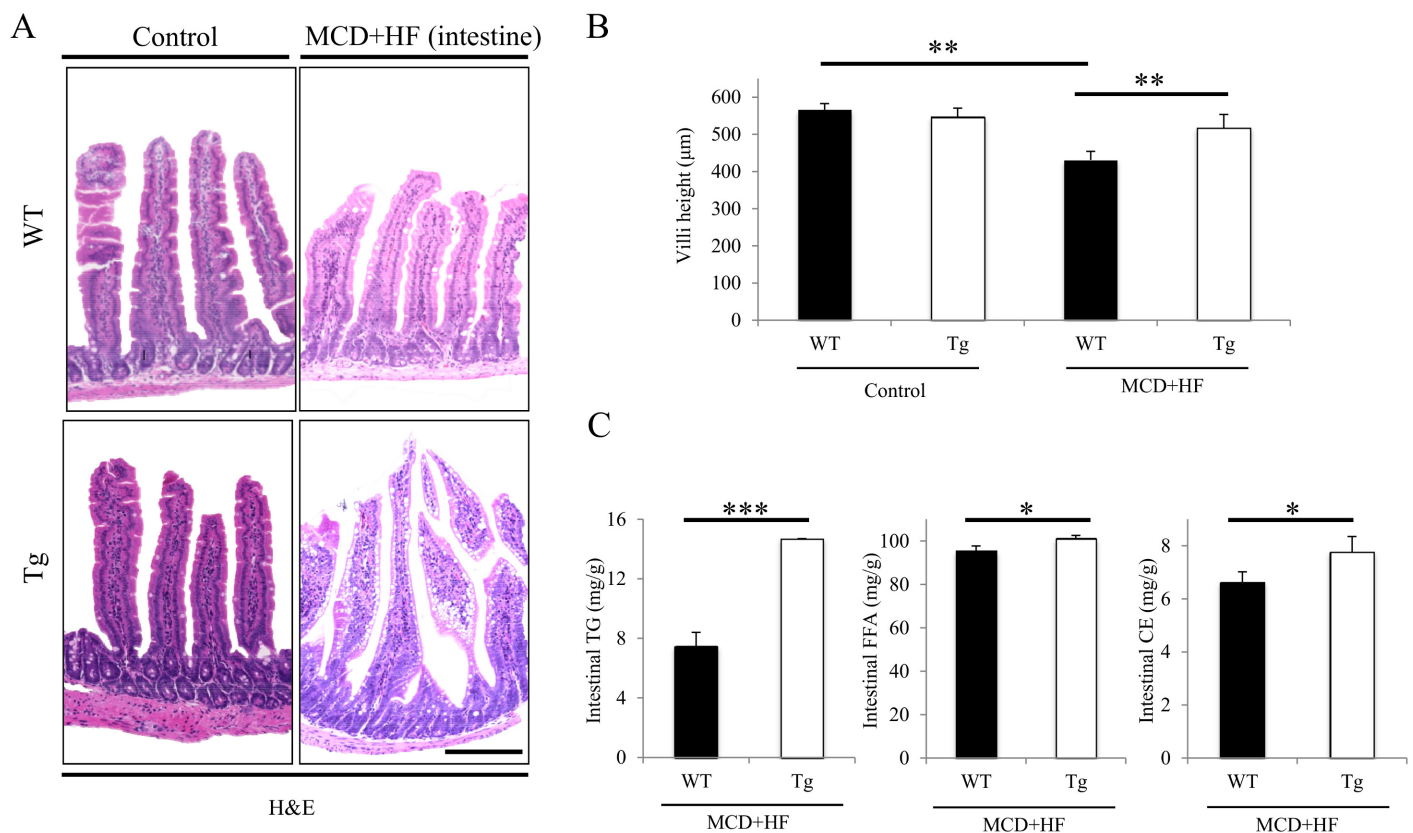 A
Control
MCD+HF (intestine)
WT
Tg
H&E
B
**
**
Villi height (μm)
600
500
400
300
200
100
0
WT
Tg
WT
Tg
Control
MCD+HF
C
***
Intestinal TG (mg/g)
16
12
8
4
0
WT
Tg
MCD+HF
*
Intestinal FFA (mg/g)
100
80
60
40
20
0
WT
Tg
MCD+HF
*
Intestinal CE (mg/g)
8
6
4
2
0
WT
Tg
MCD+HF